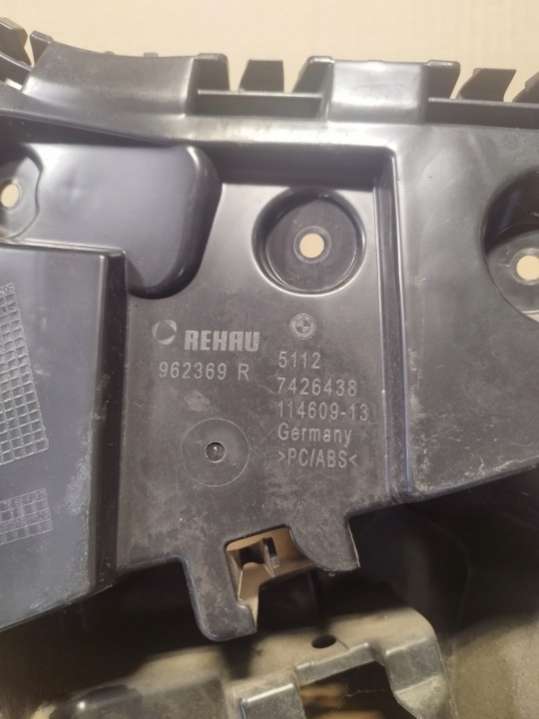 REHAU
962369 R
5112
7426438
114609-13
Germany
>PC/ABS<